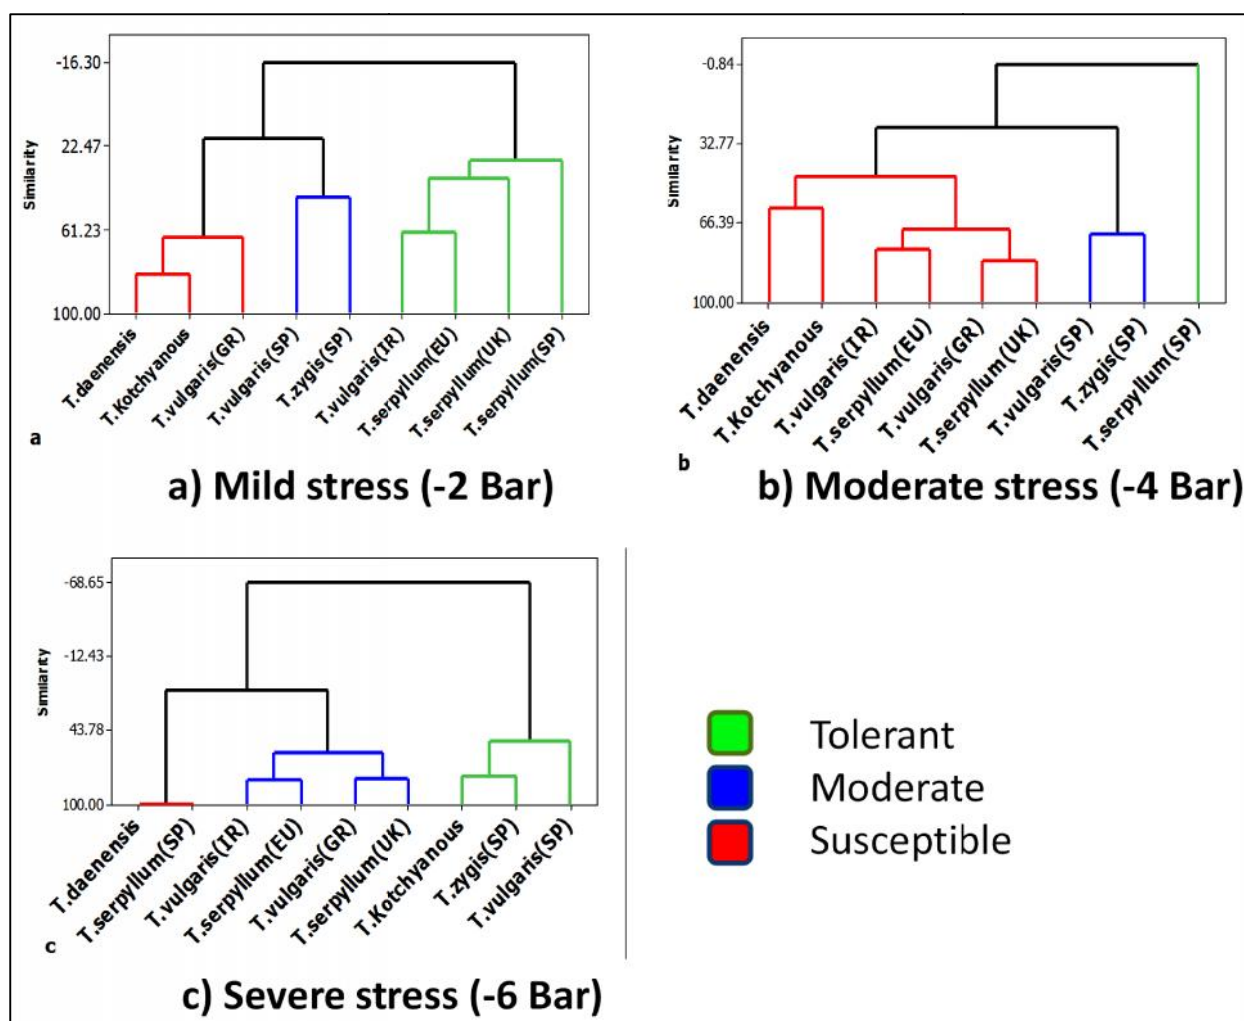 -16.30
22.47
61.23
100.00
Similarity
T.daenensis
T.Kotchyanous
T.vulgaris(GR)
T.vulgaris(SP)
T.zygis(SP)
T.vulgaris(IR)
T.serpyllum(EU)
T.serpyllum(UK)
T.serpyllum(SP)
a
a) Mild stress (-2 Bar)
-0.84
32.77
66.39
100.00
Similarity
T.daenensis
T.Kotchyanous
T.vulgaris(IR)
T.serpyllum(EU)
T.vulgaris(GR)
T.serpyllum(UK)
T.vulgaris(SP)
T.zygis(SP)
T.serpyllum(SP)
b
b) Moderate stress (-4 Bar)
-68.65
-12.43
43.78
100.00
Similarity
T.daenensis
T.serpyllum(SP)
T.vulgaris(IR)
T.serpyllum(EU)
T.vulgaris(GR)
T.serpyllum(UK)
T.Kotchyanous
T.zygis(SP)
T.vulgaris(SP)
c
c) Severe stress (-6 Bar)
Tolerant
Moderate
Susceptible